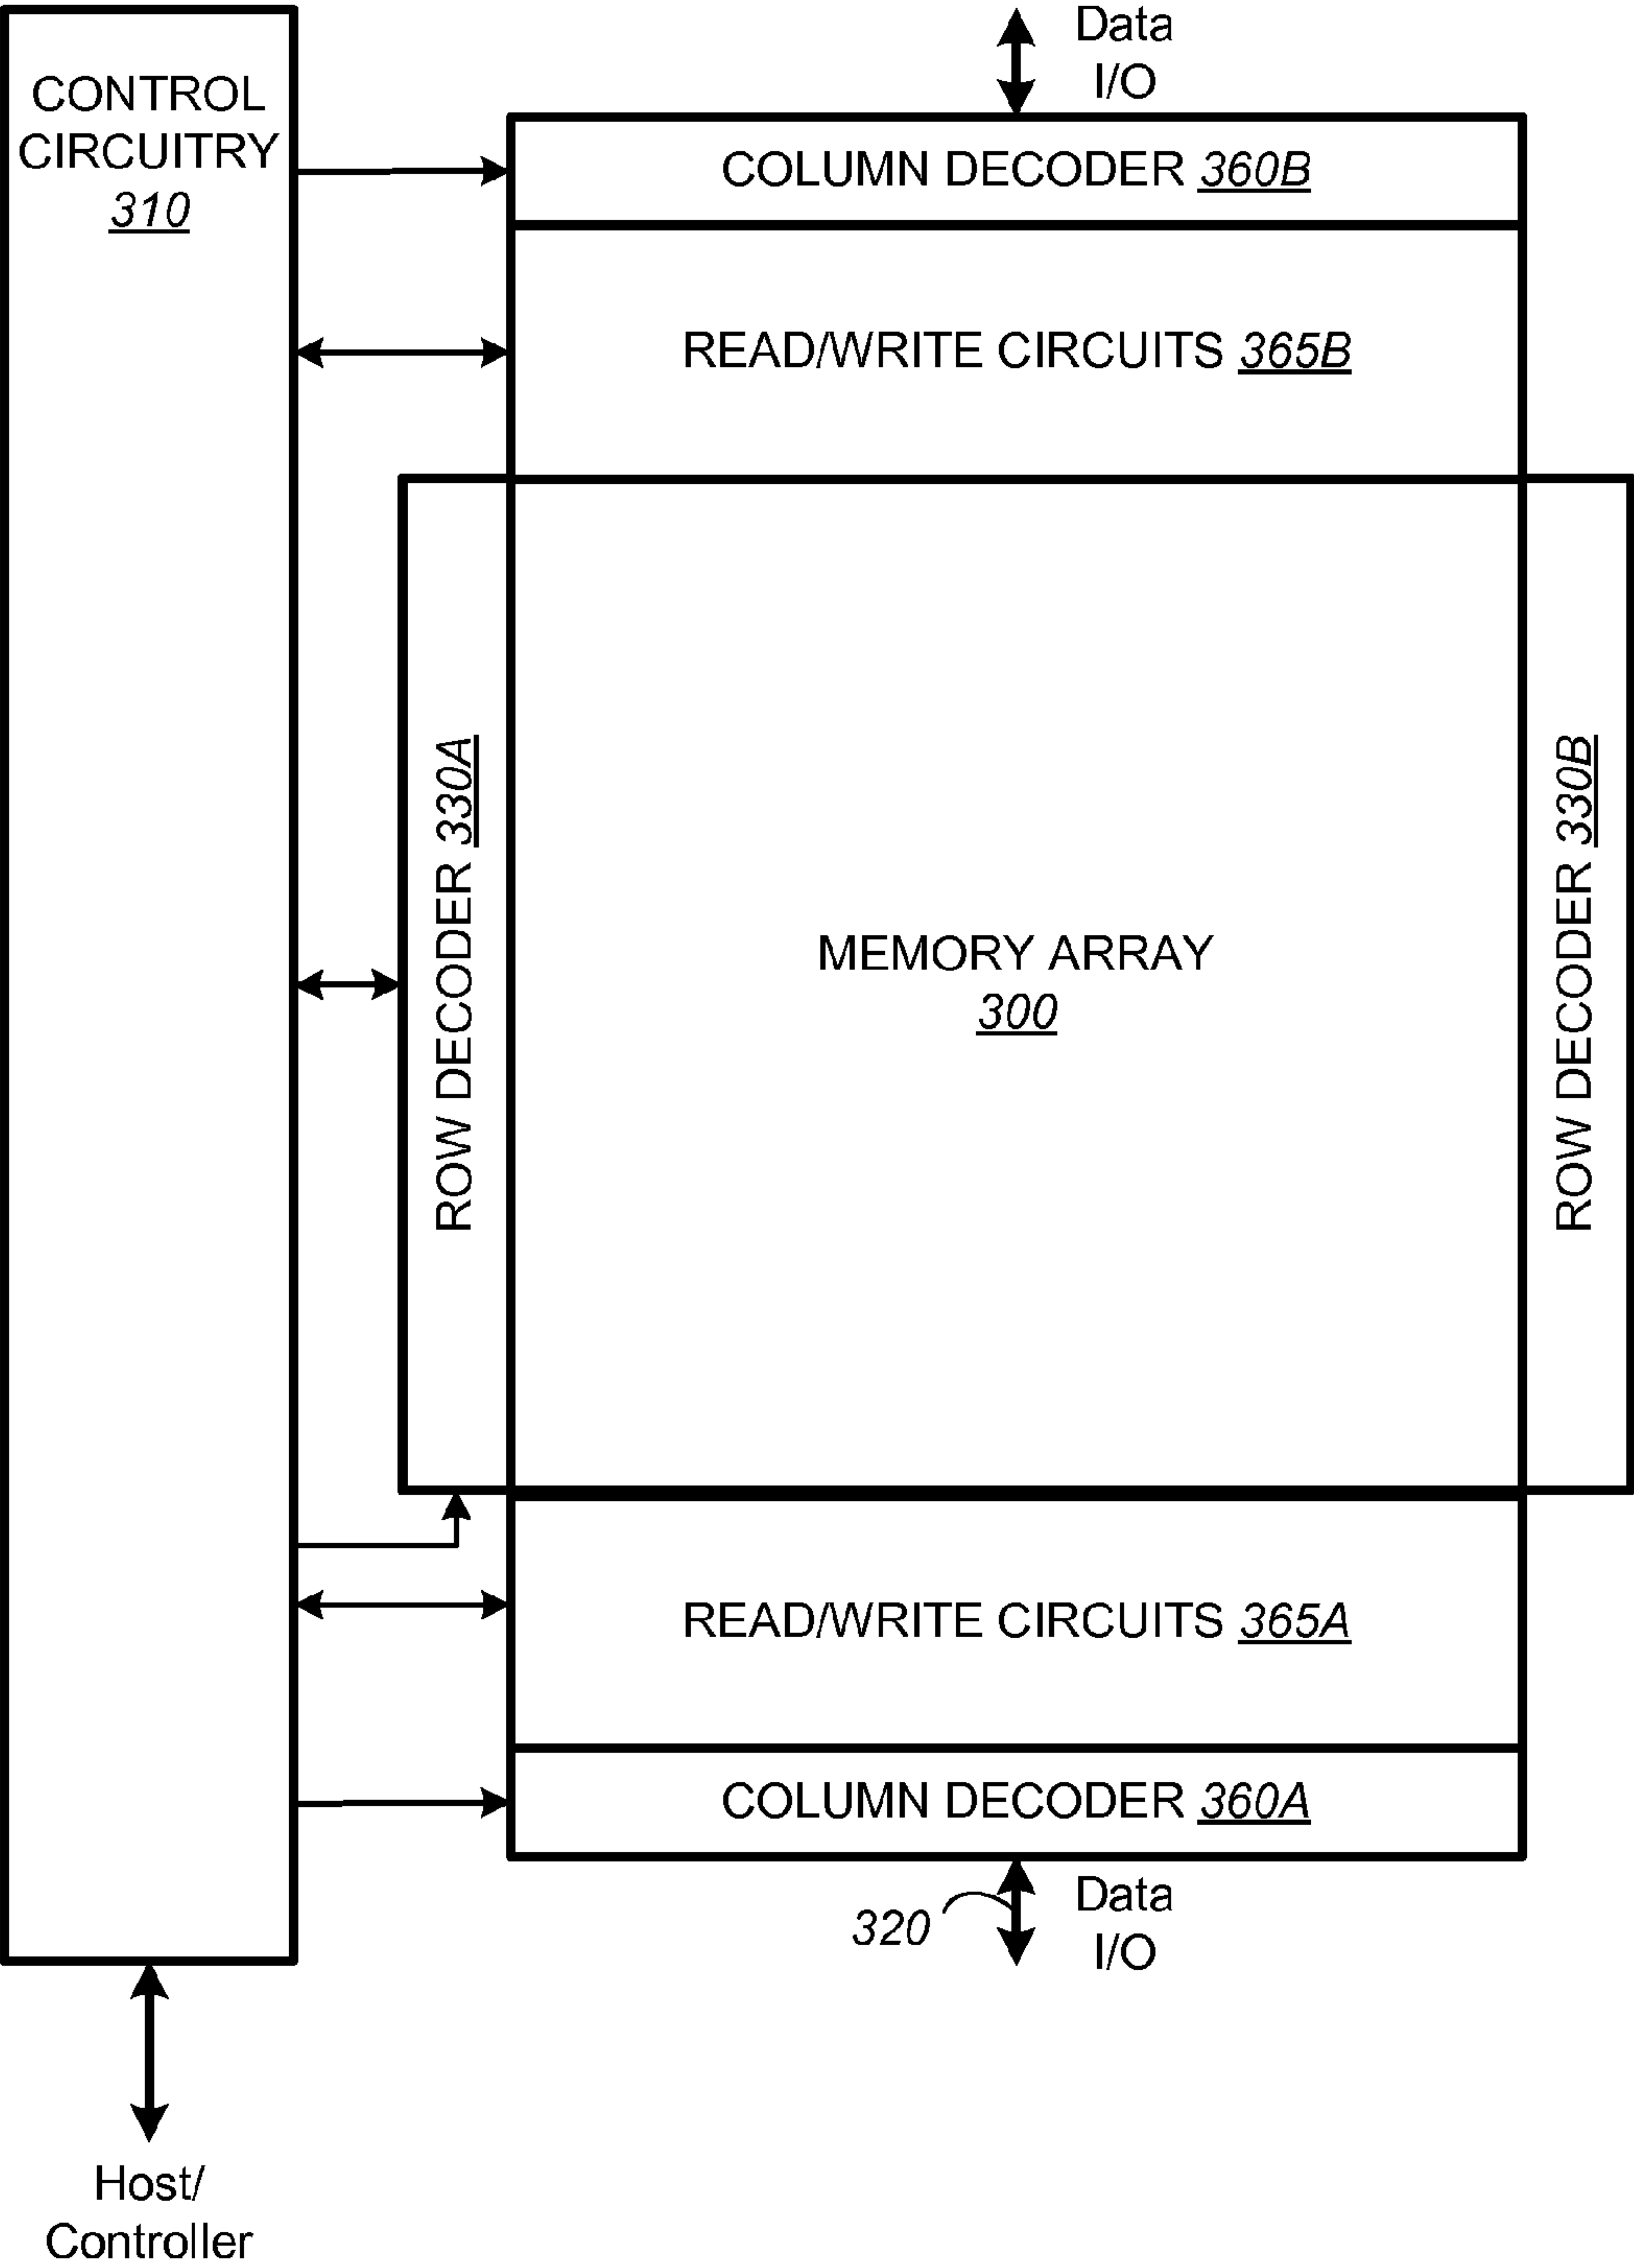 CONTROL
CIRCUITRY
310
Data
I/O
COLUMN DECODER 360B
READ/WRITE CIRCUITS 365B
ROW DECODER 330A
MEMORY ARRAY
300
ROW DECODER 330B
READ/WRITE CIRCUITS 365A
COLUMN DECODER 360A
320
Data
I/O
Host/
Controller